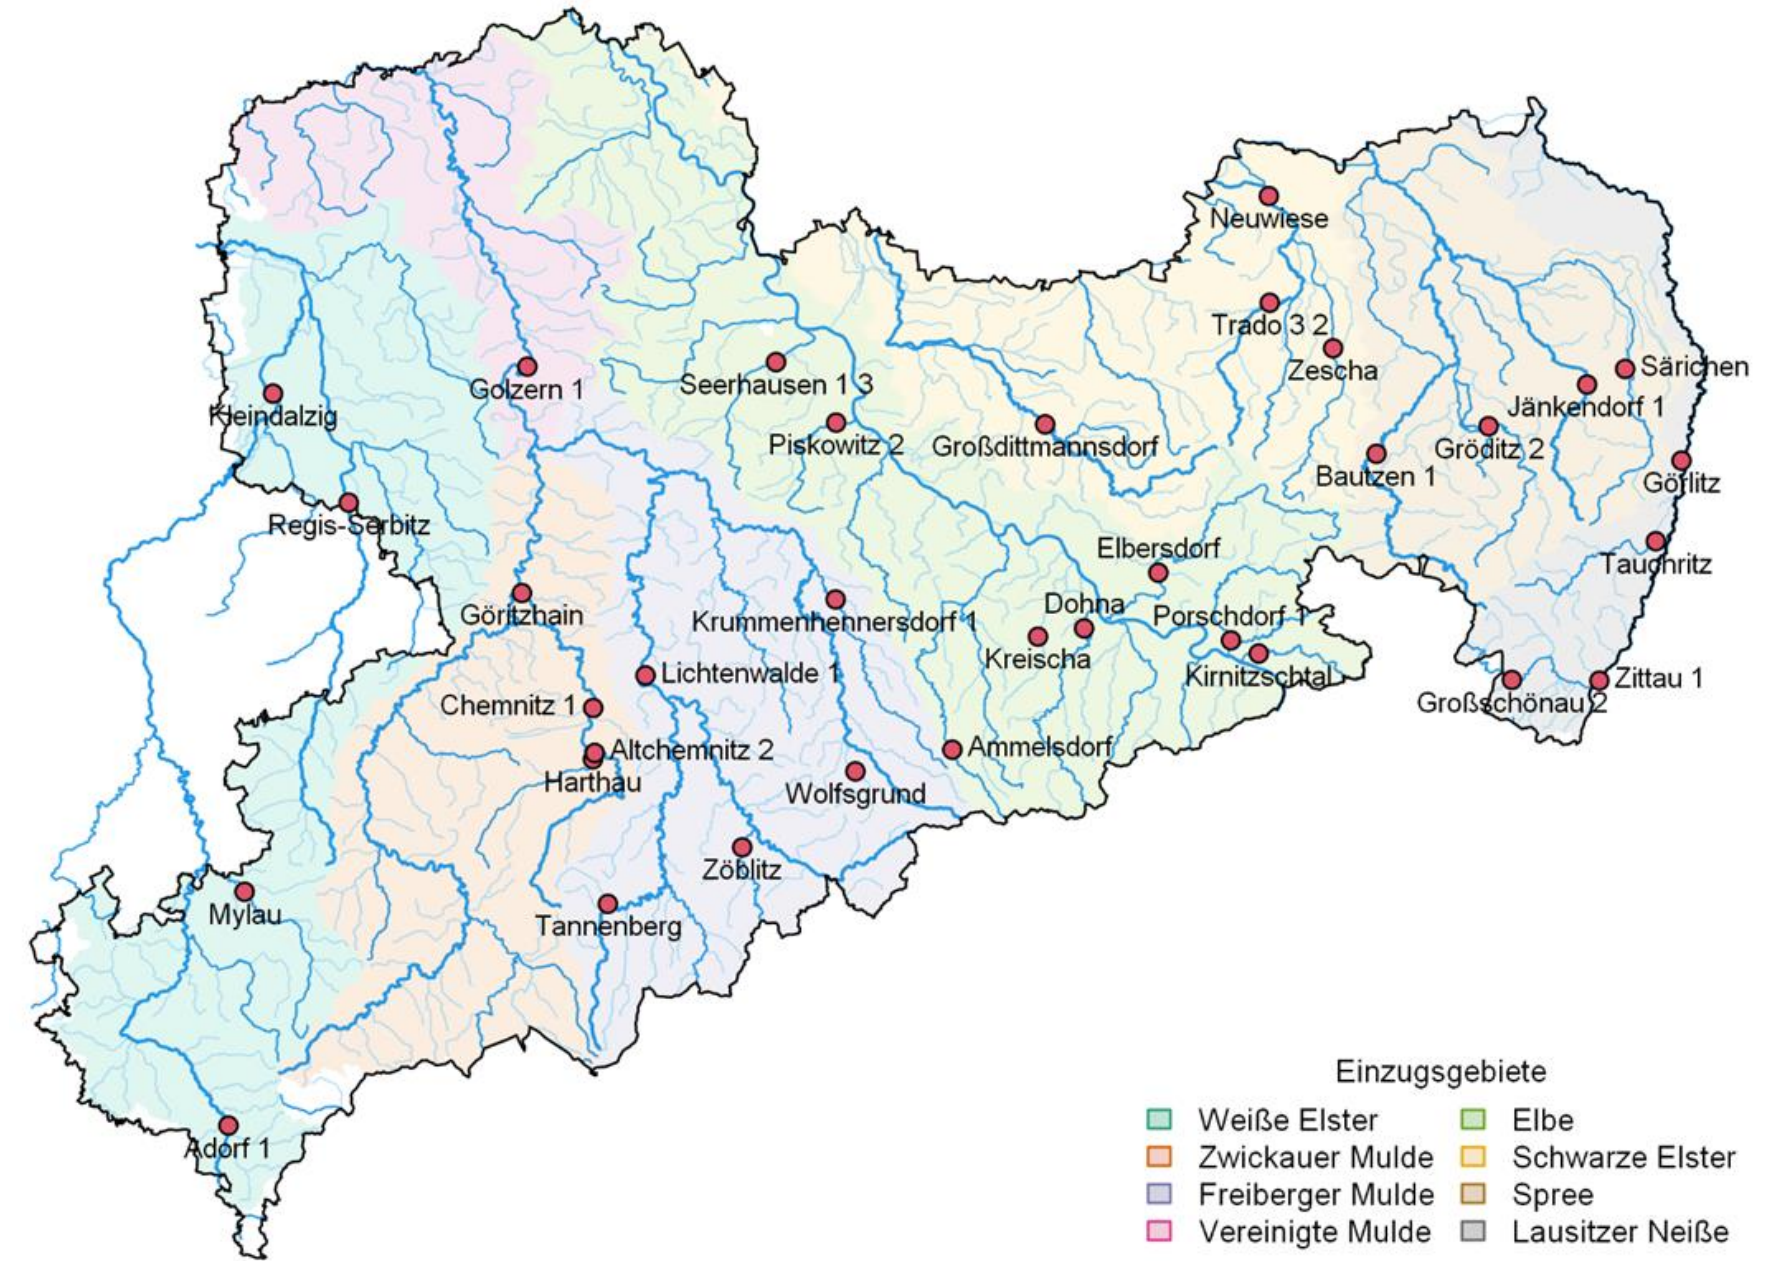 Neuwiese
Trado 3 2
Zescha
Särichen
Golzern 1
Seerhausen 1 3
Kleindalzig
Jänkendorf 1
Piskowitz 2
Großdittmannsdorf
Gröditz 2
Bautzen 1
Görlitz
Regis-Serbitz
Elbersdorf
Tauchritz
Göritzhain
Krummenhennersdorf 1
Dohna
Porschdorf 1
Kreischa
Lichtenwalde 1
Kirnitzschtal
Zittau 1
Chemnitz 1
Großschönau 2
Altchemnitz 2
Ammelsdorf
Harthau
Wolfsgrund
Zöblitz
Mylau
Tannenberg
Adorf 1
Einzugsgebiete
Weiße Elster
Zwickauer Mulde
Freiberger Mulde
Vereinigte Mulde
Elbe
Schwarze Elster
Spree
Lausitzer Neiße